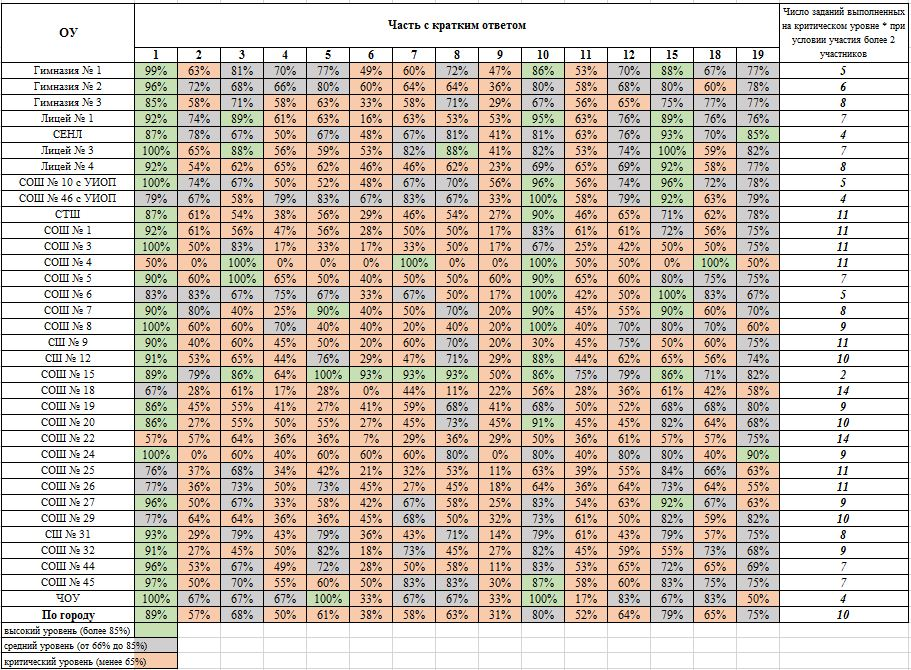 ОУ Часть с кратким ответом Число заданий выполненных на критическом уровне * при условии участия более 2 участников
1 2 3 4 5 6 7 8 9 10 11 12 15 18 19
Гимназия № 1 99% 63% 81% 70% 77% 49% 60% 72% 47% 86% 53% 70% 88% 67% 77% 5
Гимназия № 2 96% 72% 68% 66% 80% 60% 64% 64% 36% 80% 58% 68% 80% 60% 78% 6
Гимназия № 3 85% 58% 71% 58% 63% 33% 58% 71% 29% 67% 56% 65% 75% 77% 77% 8
Лицей № 1 92% 74% 89% 61% 63% 16% 63% 53% 53% 95% 63% 76% 89% 76% 76% 7
СЕНЛ 87% 78% 67% 50% 67% 48% 67% 81% 41% 81% 63% 76% 93% 70% 85% 4
Лицей № 3 100% 65% 88% 56% 59% 53% 82% 88% 41% 82% 53% 74% 100% 59% 82% 7
Лицей № 4 92% 54% 62% 65% 62% 46% 46% 62% 23% 69% 65% 69% 92% 58% 77% 8
СОШ № 10 с УИОП 100% 74% 67% 50% 52% 48% 67% 70% 56% 96% 56% 74% 96% 72% 78% 5
СОШ № 46 с УИОП 79% 67% 58% 79% 83% 67% 83% 67% 33% 100% 58% 79% 92% 63% 79% 4
СТШ 87% 61% 54% 38% 56% 29% 46% 54% 27% 90% 46% 65% 71% 62% 78% 11
СОШ № 1 92% 61% 56% 47% 56% 28% 50% 50% 17% 83% 61% 61% 72% 56% 75% 11
СОШ № 3 100% 50% 83% 17% 33% 17% 33% 50% 17% 67% 25% 42% 50% 50% 75% 11
СОШ № 4 50% 0% 100% 0% 0% 0% 100% 0% 0% 100% 50% 50% 0% 100% 50% 11
СОШ № 5 90% 60% 100% 65% 50% 40% 50% 50% 60% 90% 65% 60% 80% 75% 75% 7
СОШ № 6 83% 83% 67% 75% 67% 33% 67% 50% 17% 100% 42% 50% 100% 83% 67% 5
СОШ № 7 90% 80% 40% 25% 90% 40% 50% 70% 20% 90% 45% 55% 90% 60% 70% 8
СОШ № 8 100% 60% 60% 70% 40% 40% 20% 40% 20% 100% 40% 70% 80% 70% 60% 9
СШ № 9 90% 40% 60% 45% 50% 20% 60% 70% 20% 30% 45% 75% 50% 60% 75% 11
СШ № 12 91% 53% 65% 44% 76% 29% 47% 71% 29% 88% 44% 62% 65% 56% 74% 10
СОШ № 15 89% 79% 86% 64% 100% 93% 93% 93% 50% 86% 75% 79% 86% 71% 82% 2
СОШ № 18 67% 28% 61% 17% 28% 0% 44% 11% 22% 56% 28% 36% 61% 42% 58% 14
СОШ № 19 86% 45% 55% 41% 27% 41% 59% 68% 41% 68% 50% 52% 68% 68% 80% 9
СОШ № 20 86% 27% 55% 50% 55% 27% 45% 73% 45% 91% 45% 45% 82% 64% 68% 10
СОШ № 22 57% 57% 64% 36% 36% 7% 29% 36% 29% 50% 36% 61% 57% 57% 75% 14
СОШ № 24 100% 0% 60% 40% 60% 60% 60% 80% 0% 80% 40% 80% 80% 40% 90% 9
СОШ № 25 76% 37% 68% 34% 42% 21% 32% 53% 11% 63% 39% 55% 84% 66% 63% 11
СОШ № 26 77% 36% 73% 50% 73% 45% 27% 45% 18% 64% 36% 64% 73% 64% 55% 11
СОШ № 27 96% 50% 67% 33% 58% 42% 67% 58% 25% 83% 54% 63% 92% 67% 63% 9
СОШ № 29 77% 64% 64% 36% 36% 45% 68% 50% 32% 73% 61% 50% 82% 59% 82% 10
СШ № 31 93% 29% 79% 43% 79% 36% 43% 71% 14% 79% 61% 43% 79% 57% 75% 8
СОШ № 32 91% 27% 45% 50% 82% 18% 73% 45% 27% 82% 45% 59% 55% 73% 68% 9
СОШ № 44 96% 53% 67% 49% 72% 28% 50% 58% 11% 83% 53% 65% 72% 65% 69% 7
СОШ № 45 97% 50% 70% 55% 60% 50% 83% 83% 30% 87% 58% 60% 83% 75% 75% 7
ЧОУ 100% 67% 67% 67% 100% 33% 67% 67% 33% 100% 17% 83% 67% 83% 50% 4
По городу 89% 57% 68% 50% 61% 38% 58% 63% 31% 80% 52% 64% 79% 65% 75% 10
высокий уровень (более 85%)
средний уровень (от 66% до 85%)
критический уровень (менее 65%)